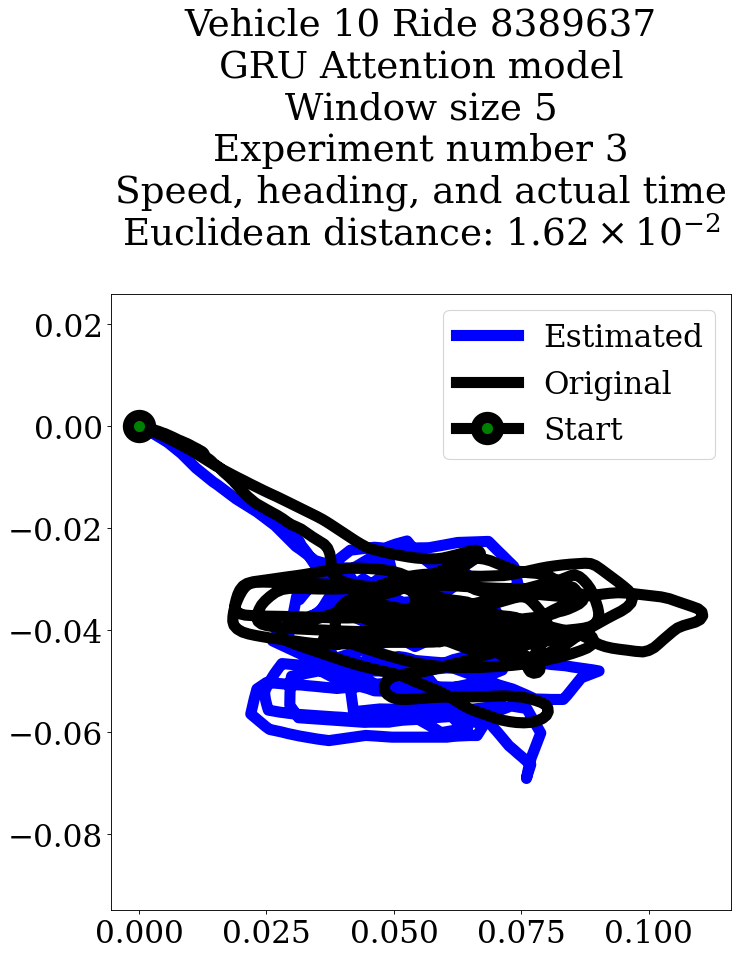 Vehicle 10 Ride 8389637
GRU Attention model
Window size 5
Experiment number 3
Speed, heading, and actual time
Euclidean distance: $1.62 \times 10^{-2}$
Estimated
Original
Start
0.02
0.00
−0.02
−0.04
−0.06
−0.08
0.000 0.025 0.050 0.075 0.100